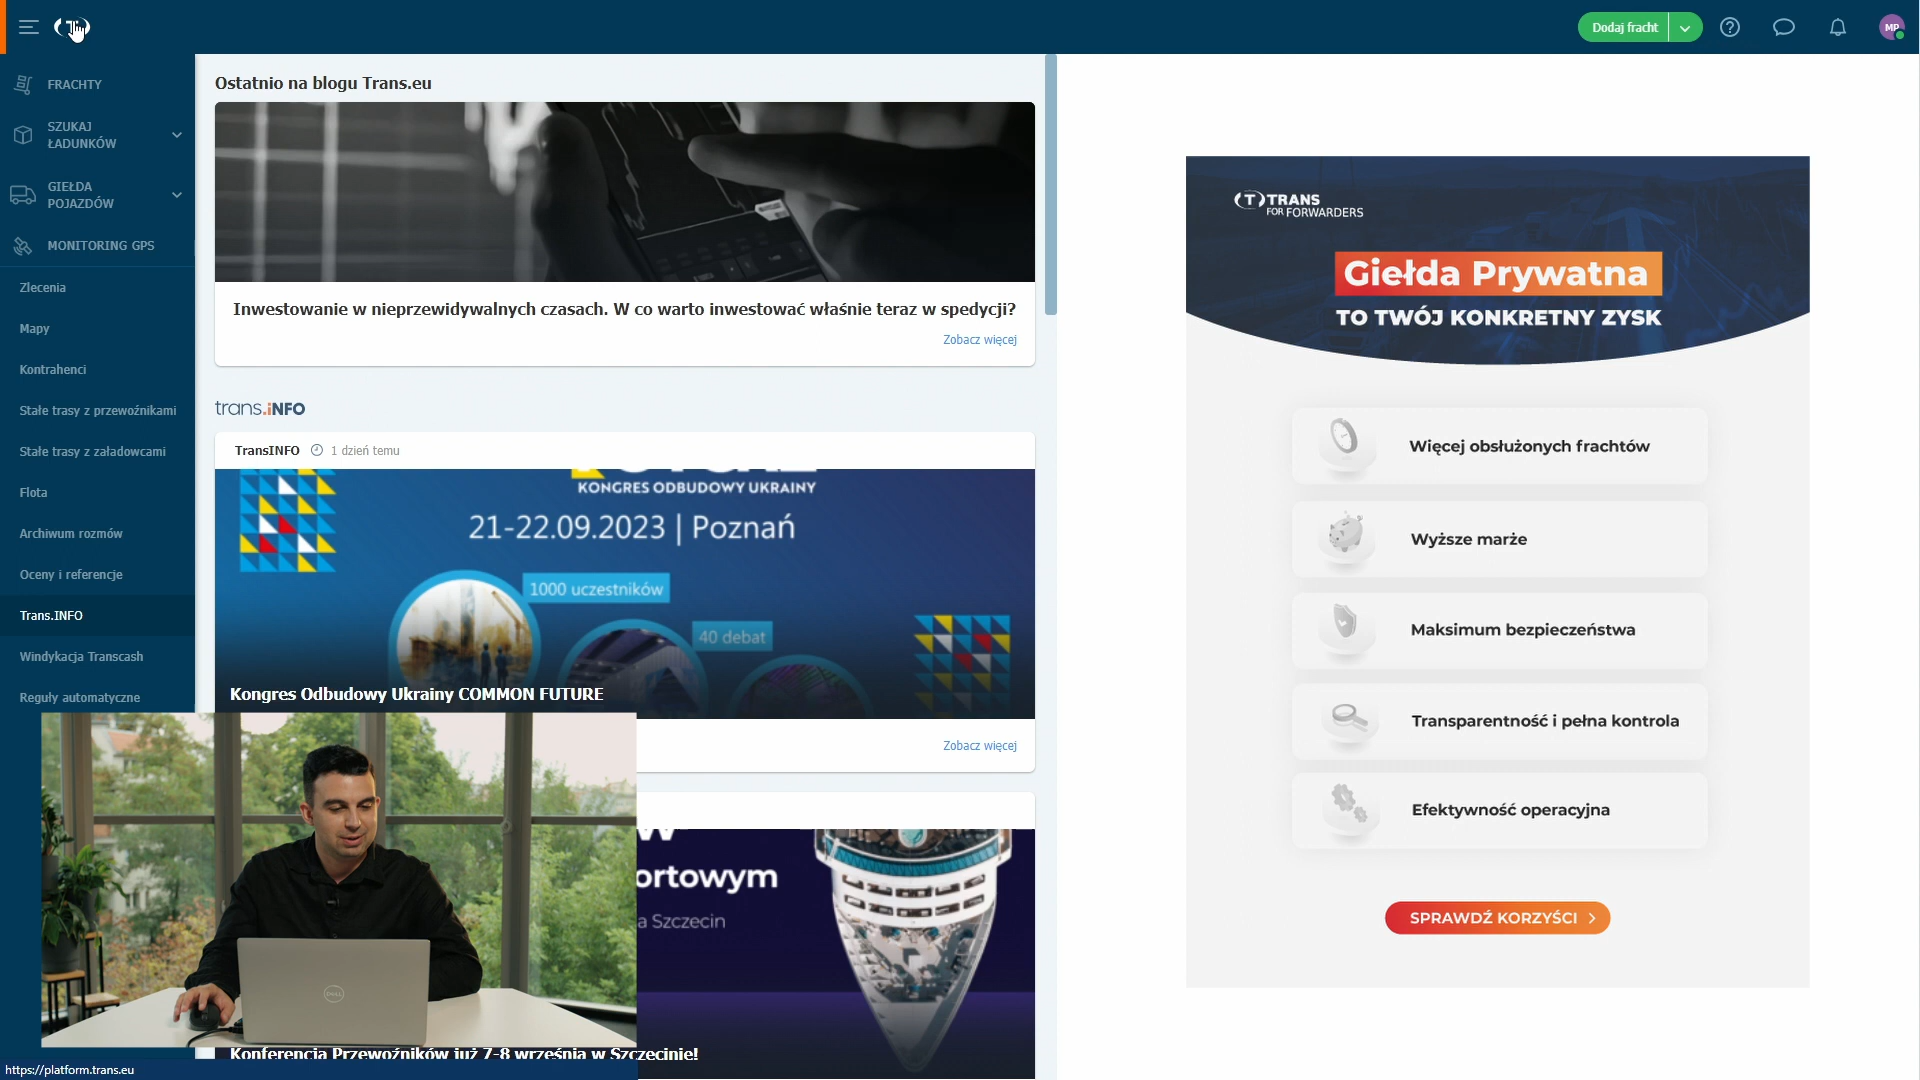 Dodaj fracht
MP
FRACHTY
SZUKAJ
ŁADUNKÓW
GIEŁDA
POJAZDÓW
MONITORING GPS
Zlecenia
Mapy
Kontrahenci
Stałe trasy z przewoźnikami
Stałe trasy z załadowcami
Flota
Archiwum rozmów
Oceny i referencje
Trans.INFO
Windykacja Transcash
Reguły automatyczne
Ostatnio na blogu Trans.eu
Inwestowanie w nieprzewidywalnych czasach. W co warto inwestować właśnie teraz w spedycji?
Zobacz więcej
trans.iNFO
TransINFO 1 dzień temu
KONGRES ODBUDOWY UKRAINY
21-22.09.2023 | Poznań
1000 uczestników
40 debat
Kongres Odbudowy Ukrainy COMMON FUTURE
Zobacz więcej
ortowym
a Szczecin
Konferencja Przewoźników już 7-8 września w Szczecinie!
(T) TRANS
FOR FORWARDERS
Giełda Prywatna
TO TWÓJ KONKRETNY ZYSK
Więcej obsłużonych frachtów
Wyższe marże
Maksimum bezpieczeństwa
Transparentność i pełna kontrola
Efektywność operacyjna
SPRAWDŹ KORZYŚCI >
DELL
https://platform.trans.eu